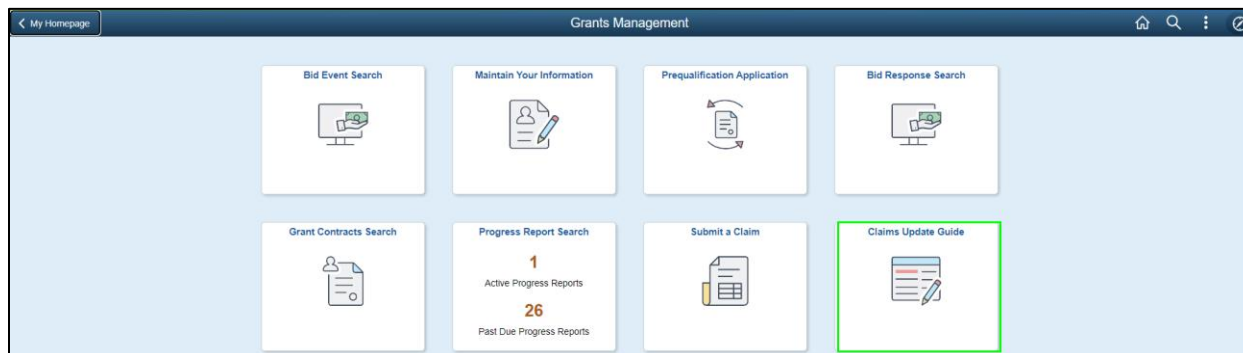 My Homepage
Grants Management
Bid Event Search
Maintain Your Information
Prequalification Application
Bid Response Search
Grant Contracts Search
Progress Report Search
1
Active Progress Reports
26
Past Due Progress Reports
Submit a Claim
Claims Update Guide